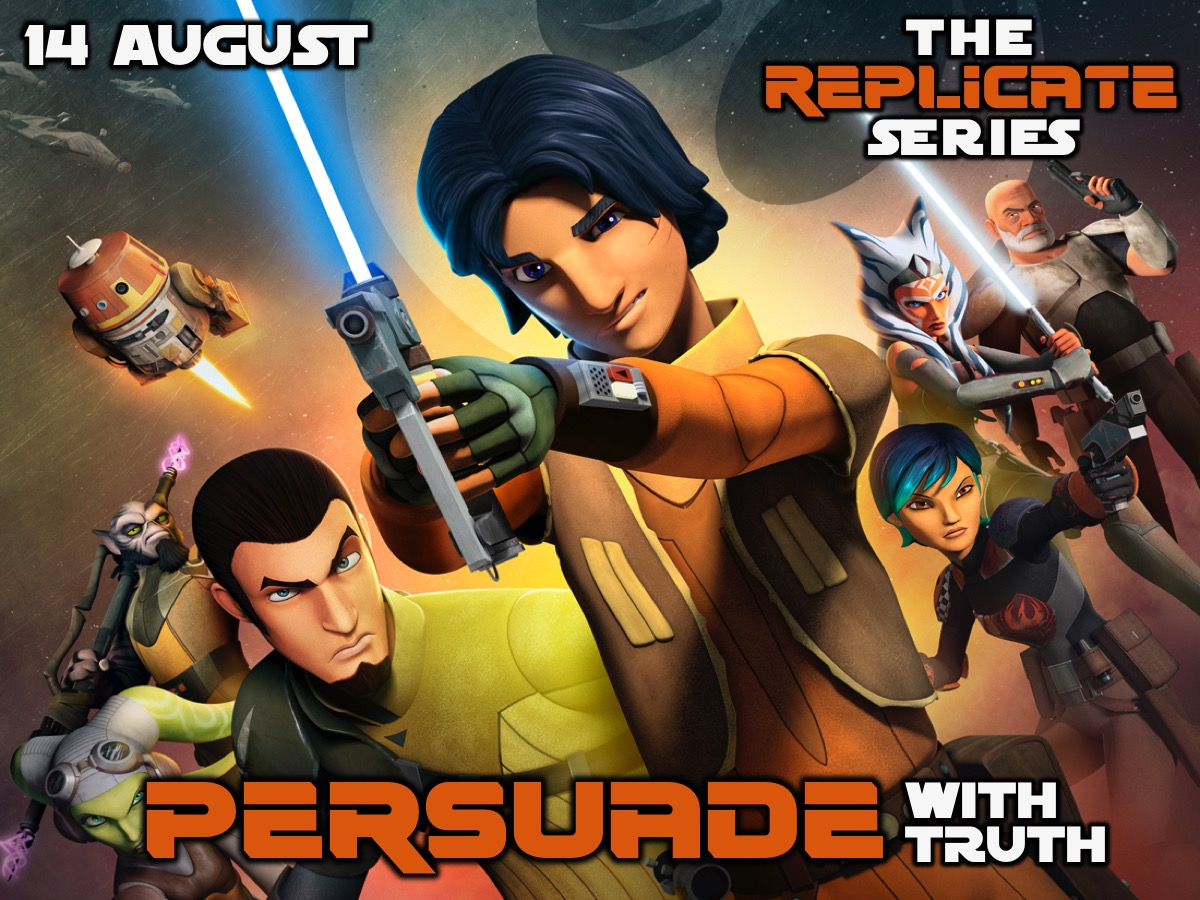 14 AUGUST
THE
REPLICATE
SERIES
PERSUADE
WITH
TRUTH